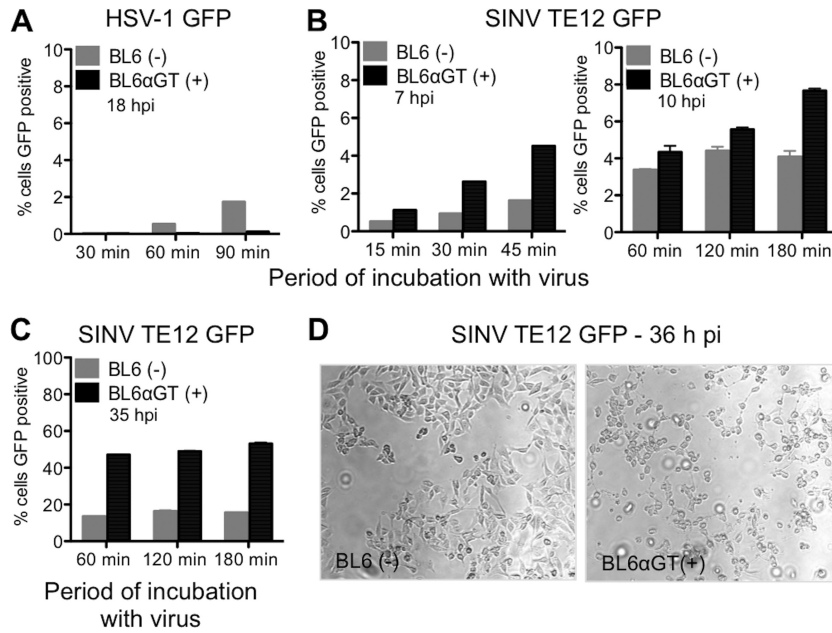 A
HSV-1 GFP
% cells GFP positive
10
8
6
4
2
0
BL6 (-)
BL6αGT (+)
18 hpi
30 min 60 min 90 min
B
SINV TE12 GFP
% cells GFP positive
10
8
6
4
2
0
BL6 (-)
BL6αGT (+)
7 hpi
15 min 30 min 45 min
% cells GFP positive
10
8
6
4
2
0
BL6 (-)
BL6αGT (+)
10 hpi
60 min 120 min 180 min
Period of incubation with virus
C
SINV TE12 GFP
% cells GFP positive
100
80
60
40
20
0
BL6 (-)
BL6αGT (+)
35 hpi
60 min 120 min 180 min
Period of incubation
with virus
D
SINV TE12 GFP - 36 h pi
BL6 (-)
BL6αGT(+)